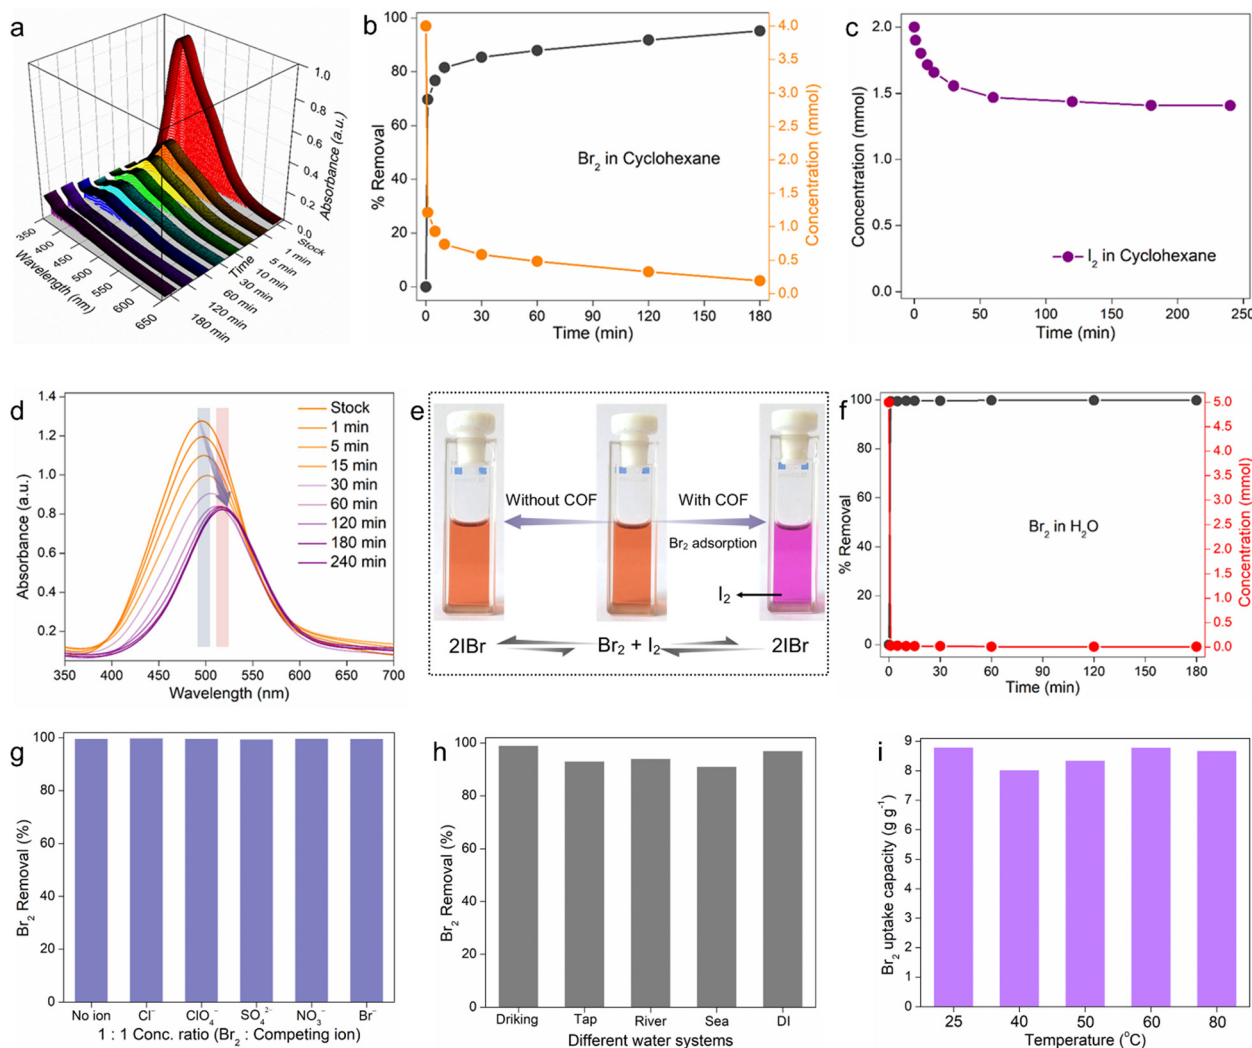 a
1.0
0.8
0.6
0.4
0.2
0.0
Absorbance (a.u.)
350
400
450
500
550
600
650
Wavelength (nm)
Time
Stock
1 min
5 min
10 min
30 min
60 min
120 min
180 min
b
100
80
60
40
20
0
% Removal
Br₂ in Cyclohexane
4.0
3.0
2.0
1.0
0.5
0.0
Concentration (mmol)
0 30 60 90 120 150 180
Time (min)
c
2.0
1.5
1.0
0.5
0.0
Concentration (mmol)
I₂ in Cyclohexane
0 50 100 150 200 250
Time (min)
d
1.4
1.2
1.0
0.8
0.6
0.4
0.2
Absorbance (a.u.)
Stock
1 min
5 min
15 min
30 min
60 min
120 min
180 min
240 min
350 400 450 500 550 600 650 700
Wavelength (nm)
e
Without COF
With COF
Br₂ adsorption
I₂
2IBr
Br₂ + I₂
2IBr
f
100
80
60
40
20
0
% Removal
Br₂ in H₂O
5.0
4.5
4.0
3.5
3.0
2.5
2.0
1.5
1.0
0.5
0.0
Concentration (mmol)
0 30 60 90 120 150 180
Time (min)
g
100
80
60
40
20
0
Br₂ Removal (%)
No ion Cl⁻ ClO₄⁻ SO₄²⁻ NO₃⁻ Br⁻
1 : 1 Conc. ratio (Br₂ : Competing ion)
h
100
80
60
40
20
0
Br₂ Removal (%)
Driking Tap River Sea DI
Different water systems
i
9
8
7
6
5
4
3
2
1
0
Br₂ uptake capacity (g g⁻¹)
25 40 50 60 80
Temperature (°C)